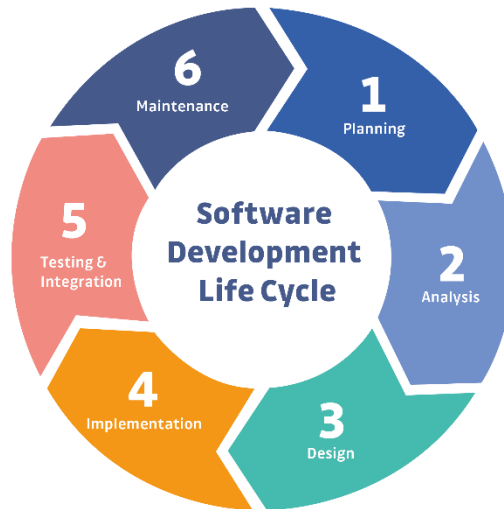 Software
Development
Life Cycle
1
Planning
2
Analysis
3
Design
4
Implementation
5
Testing &
Integration
6
Maintenance